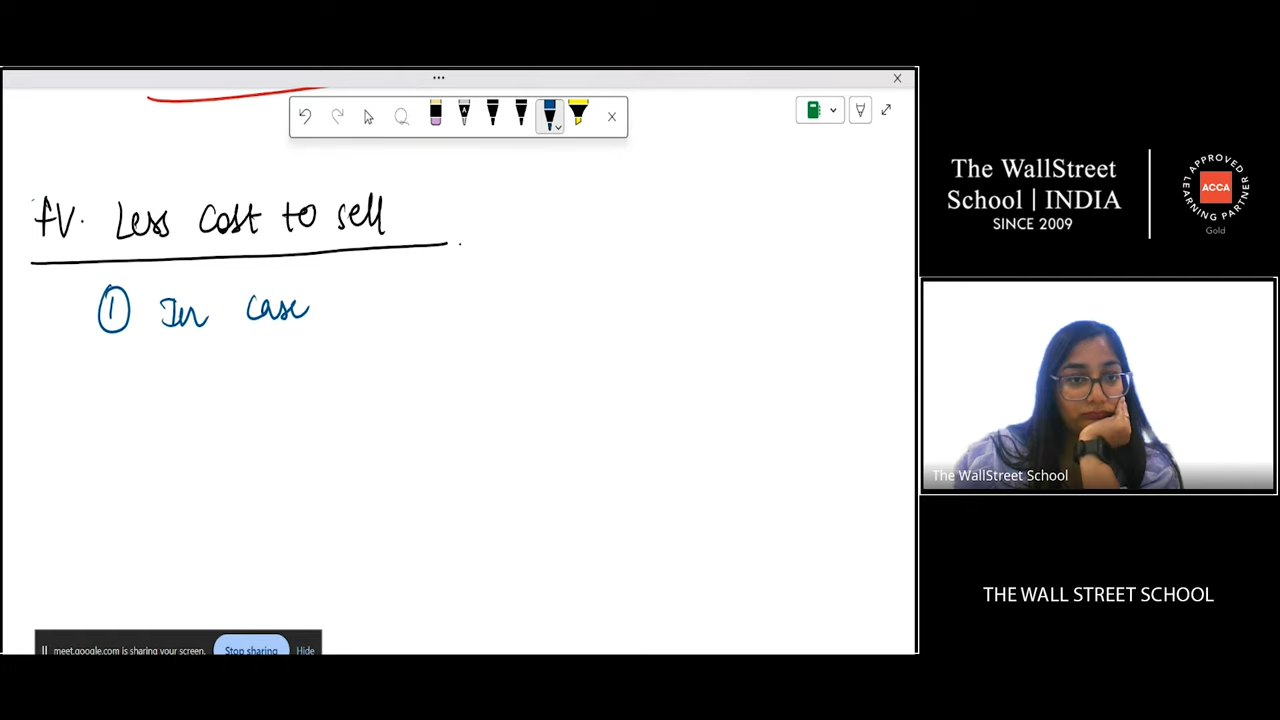 FV. Less Cost to sell
① In case
meet.google.com is sharing your screen.
Stop sharing
Hide
The WallStreet
School | INDIA
SINCE 2009
APPROVED
LEARNING PARTNER
ACCA
Gold
The WallStreet School
THE WALL STREET SCHOOL